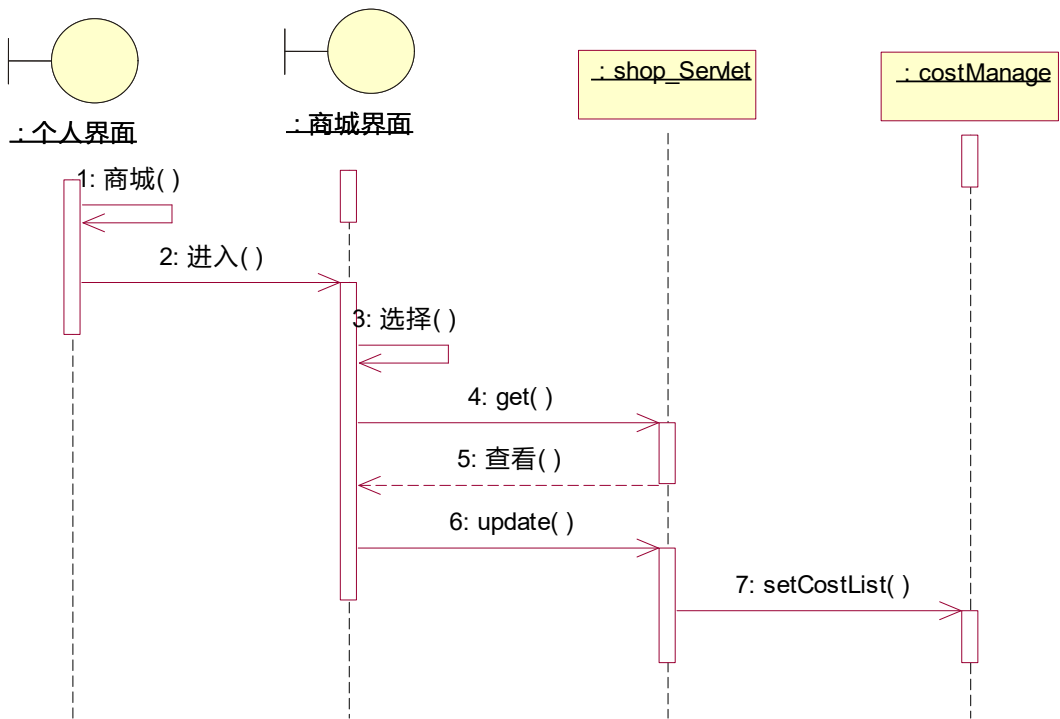 : 个人界面
: 商城界面
: shop_Servlet
: costManage
1: 商城( )
2: 进入( )
3: 选择( )
4: get( )
5: 查看( )
6: update( )
7: setCostList( )